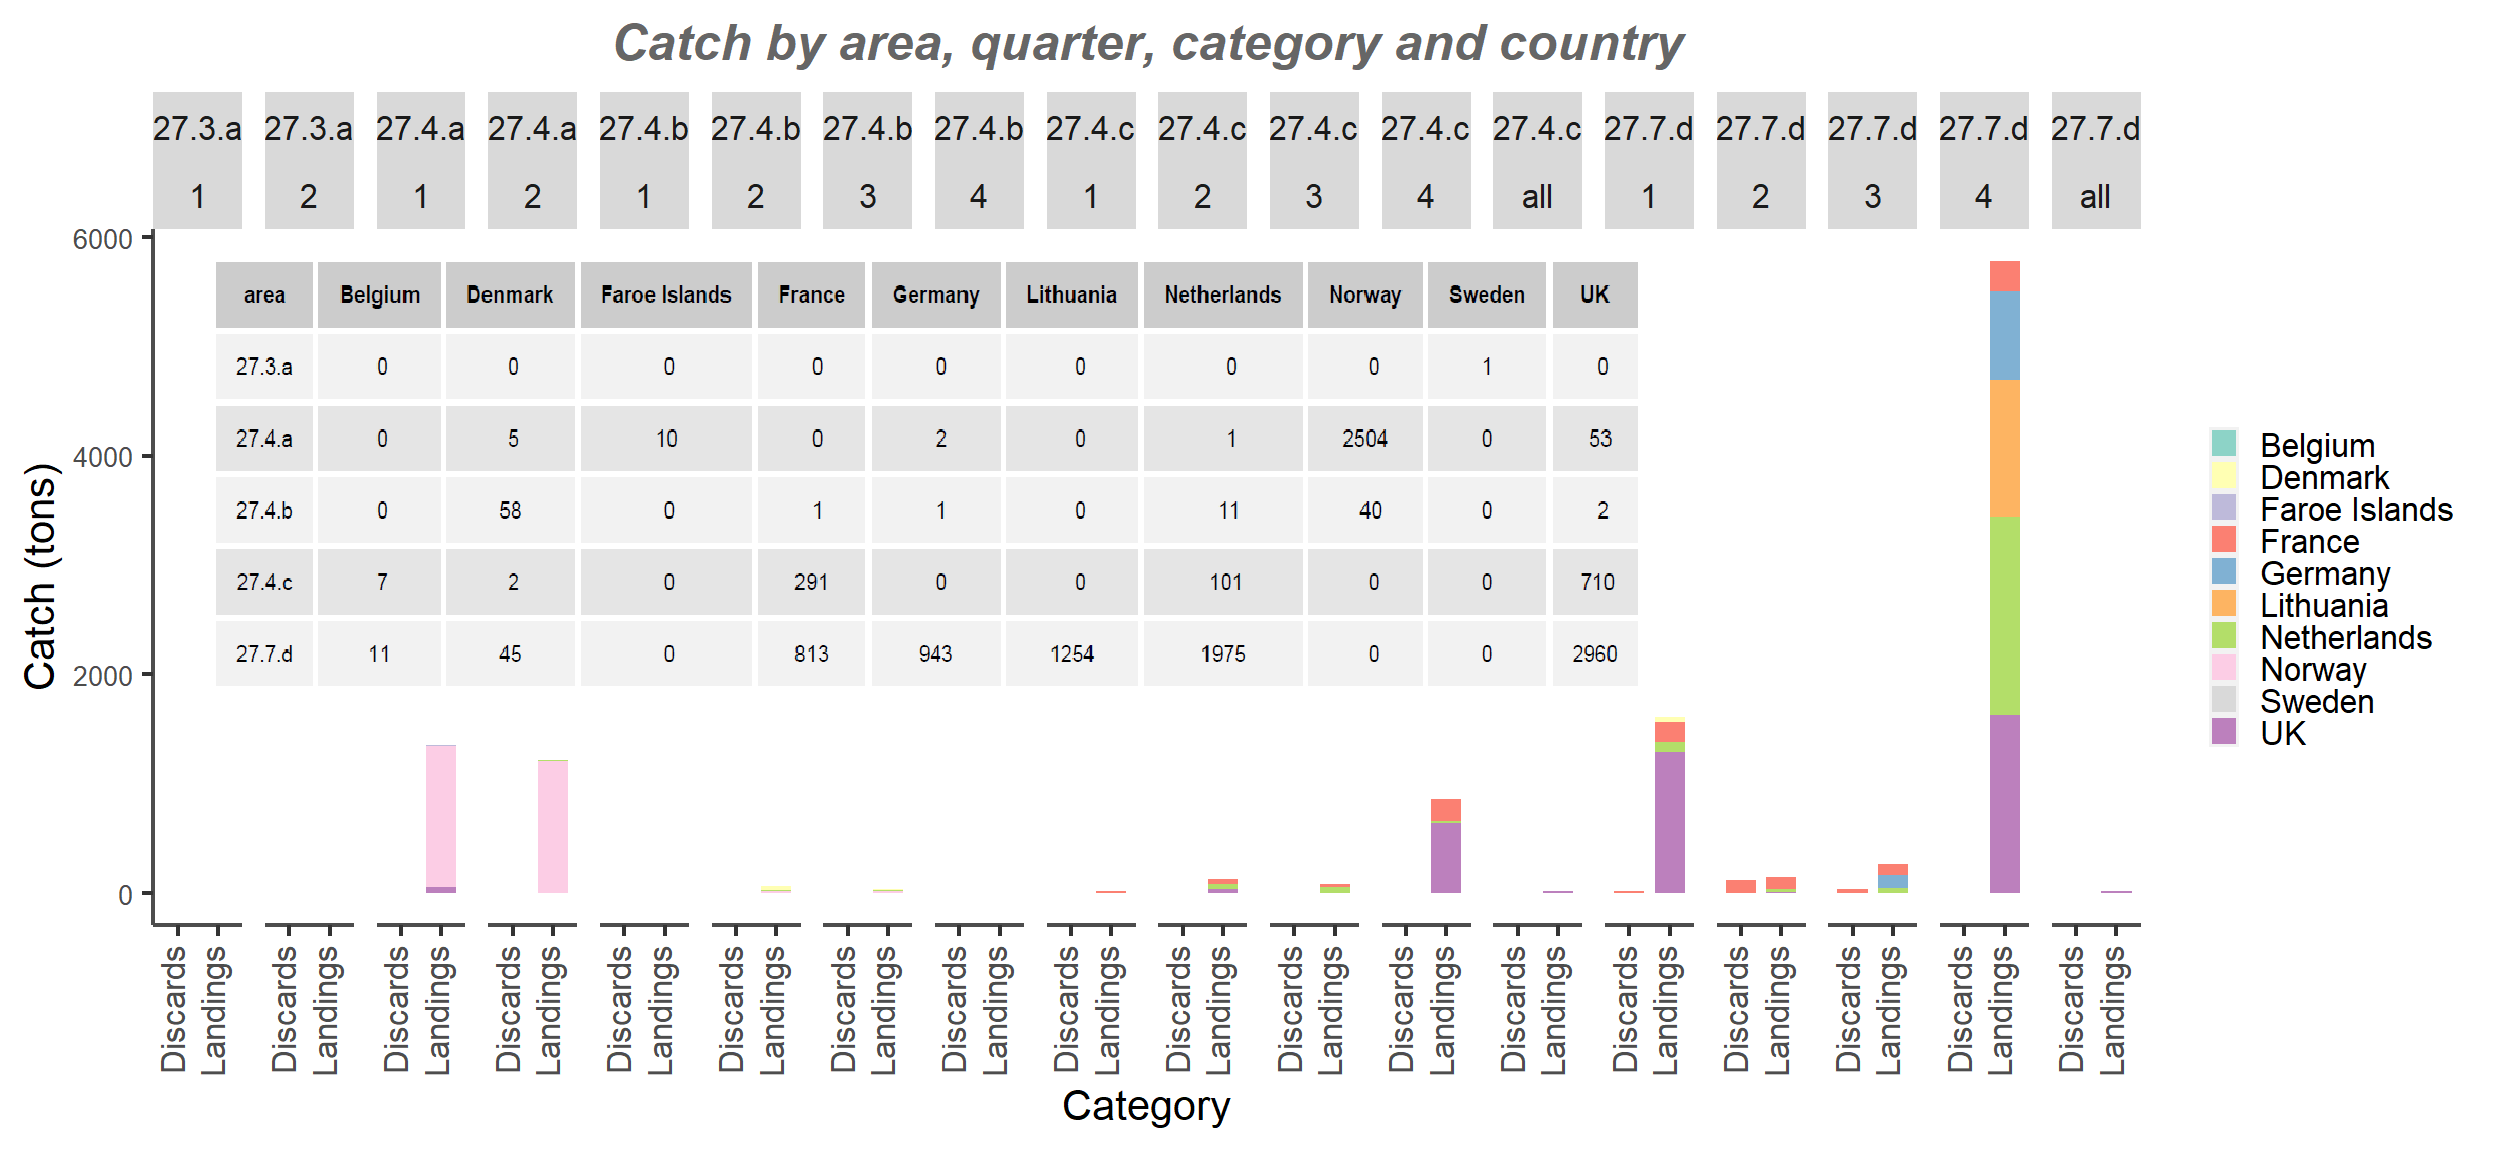 Catch by area, quarter, category and country
27.3.a 27.3.a 27.4.a 27.4.a 27.4.b 27.4.b 27.4.b 27.4.b 27.4.c 27.4.c 27.4.c 27.4.c 27.4.c 27.7.d 27.7.d 27.7.d 27.7.d 27.7.d
1 2 1 2 1 2 3 4 1 2 3 4 all 1 2 3 4 all
6000
area Belgium Denmark Faroe Islands France Germany Lithuania Netherlands Norway Sweden UK
27.3.a 0 0 0 0 0 0 0 0 1 0
27.4.a 0 5 10 0 2 0 1 2504 0 53
27.4.b 0 58 0 1 1 0 11 40 0 2
27.4.c 7 2 0 291 0 0 101 0 0 710
27.7.d 11 45 0 813 943 1254 1975 0 0 2960
4000
2000
0
Catch (tons)
Discards Landings Discards Landings Discards Landings Discards Landings Discards Landings Discards Landings Discards Landings Discards Landings Discards Landings Discards Landings Discards Landings Discards Landings Discards Landings Discards Landings Discards Landings Discards Landings Discards Landings Discards Landings
Category
Belgium
Denmark
Faroe Islands
France
Germany
Lithuania
Netherlands
Norway
Sweden
UK